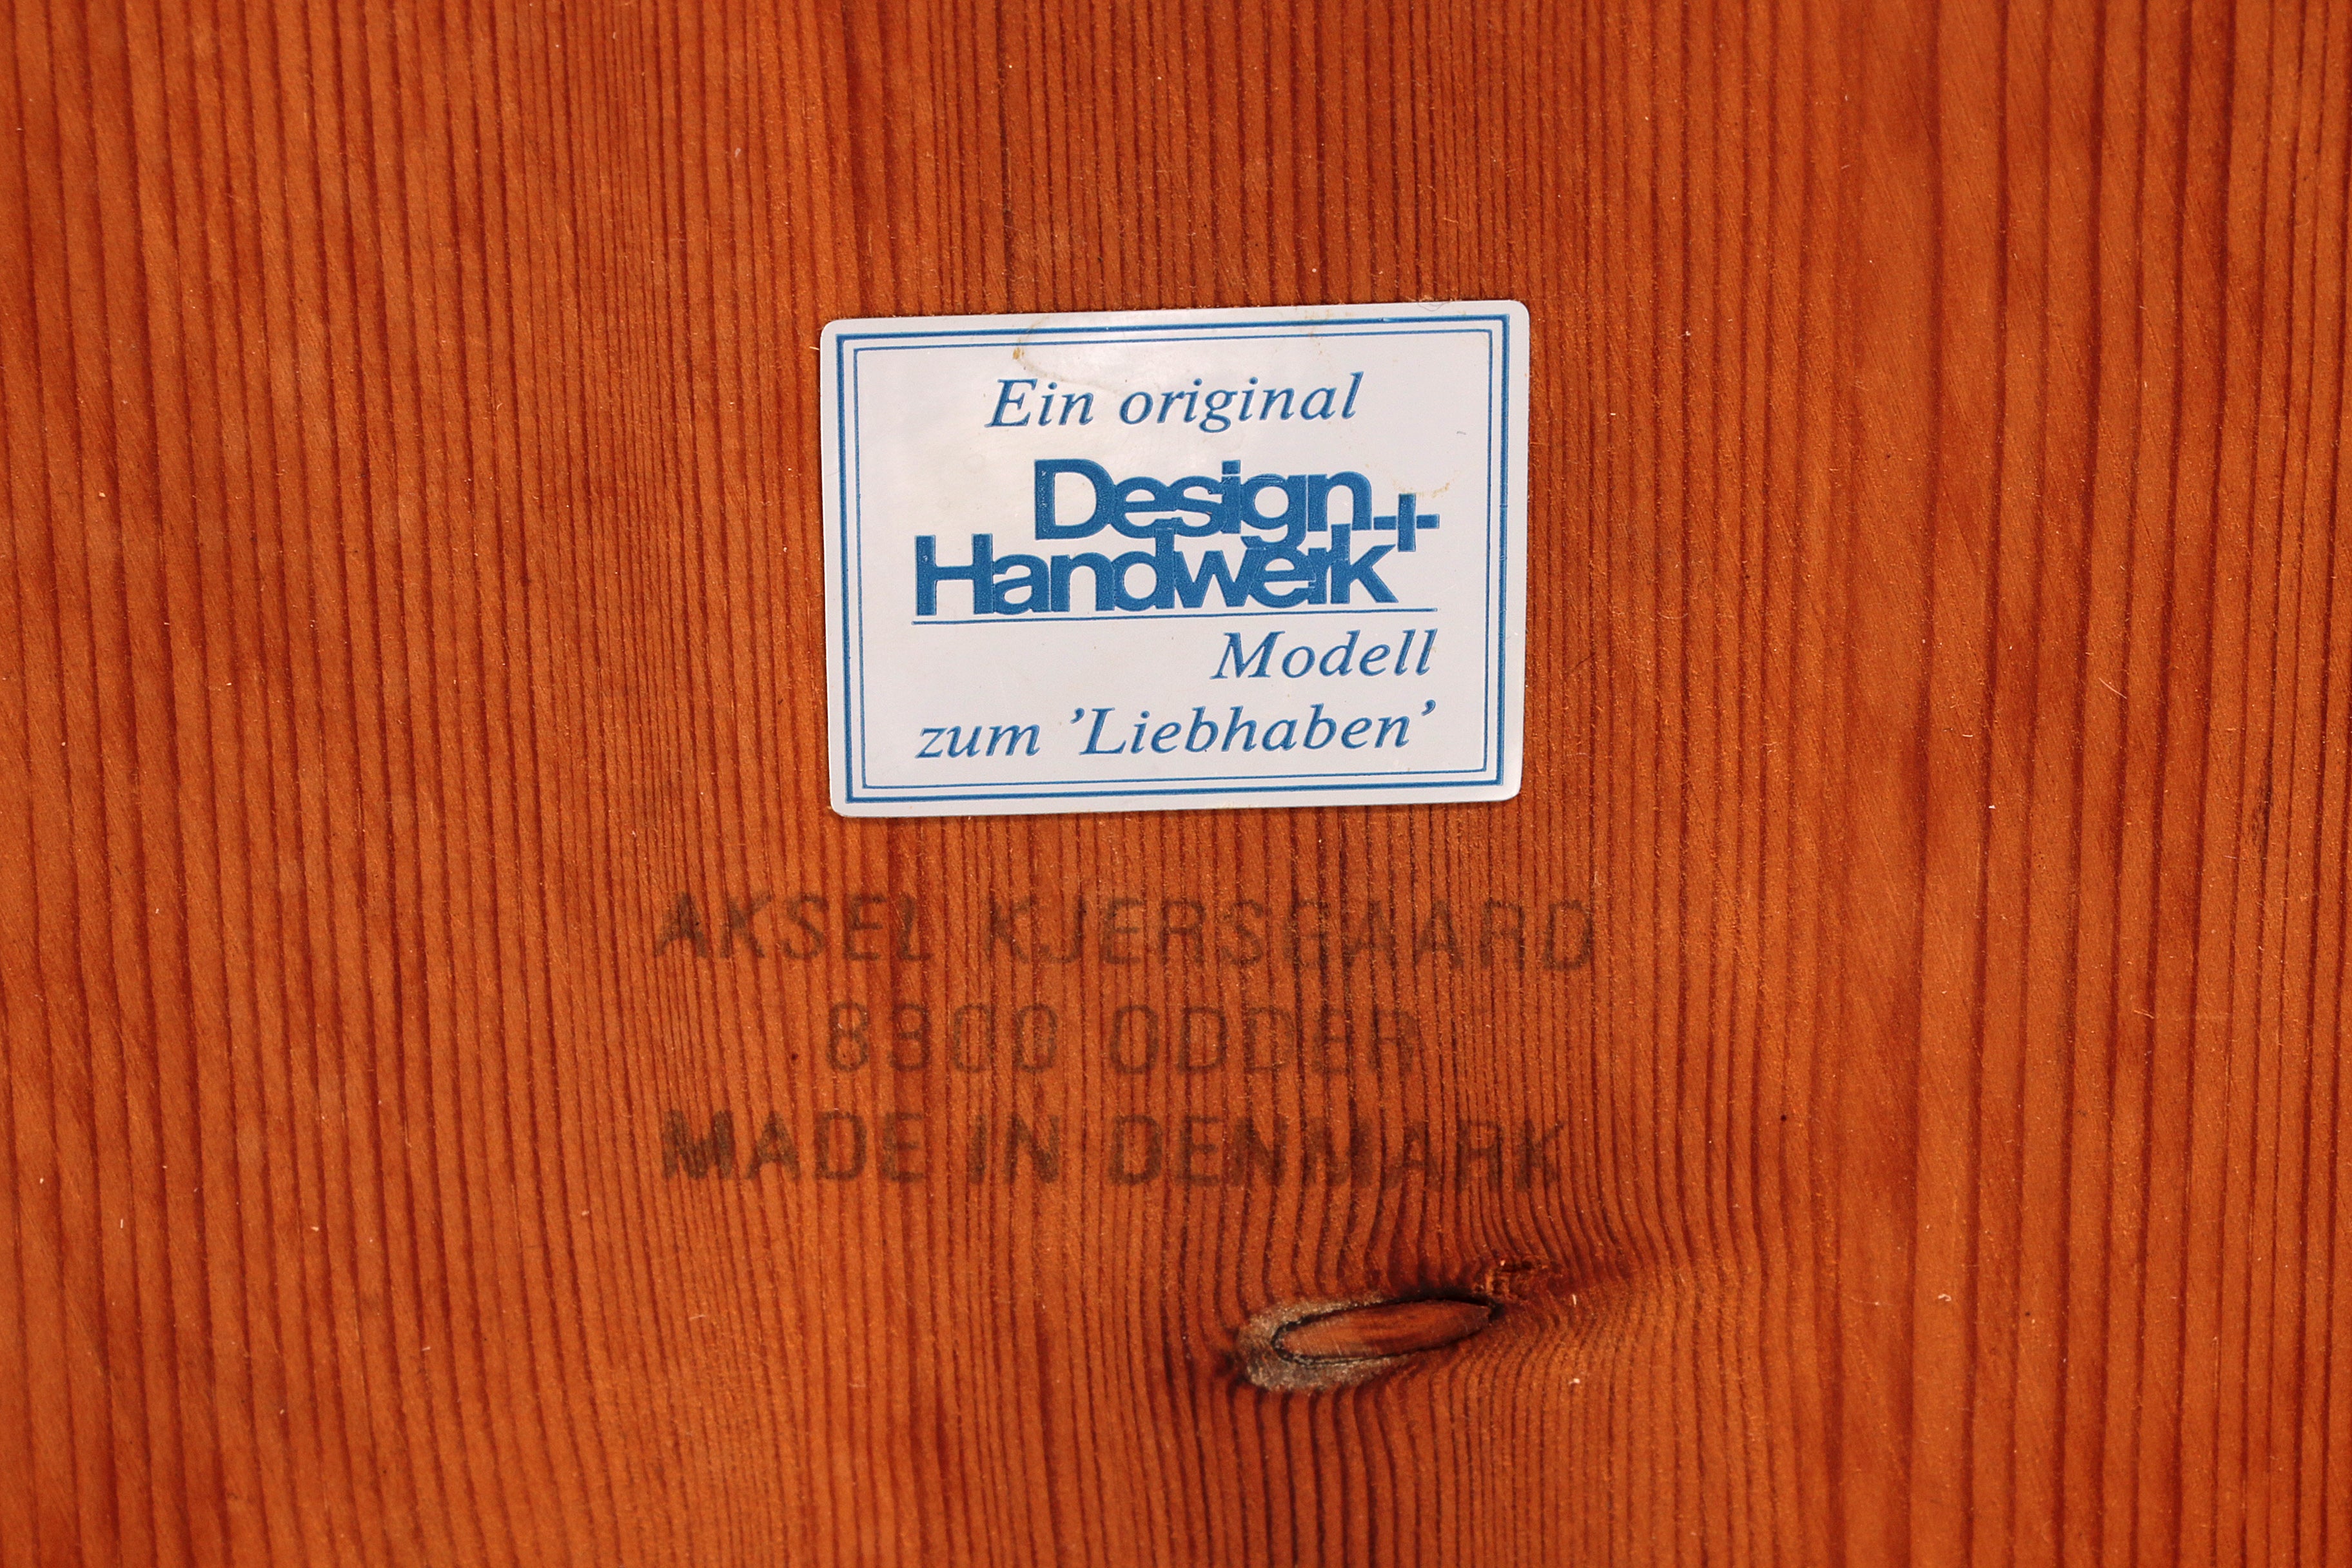 Ein original
Design+
Handwerk
Modell
zum 'Liebhaben'
AKSEL KJERSGAARD
8300 ODDER
MADE IN DENMARK